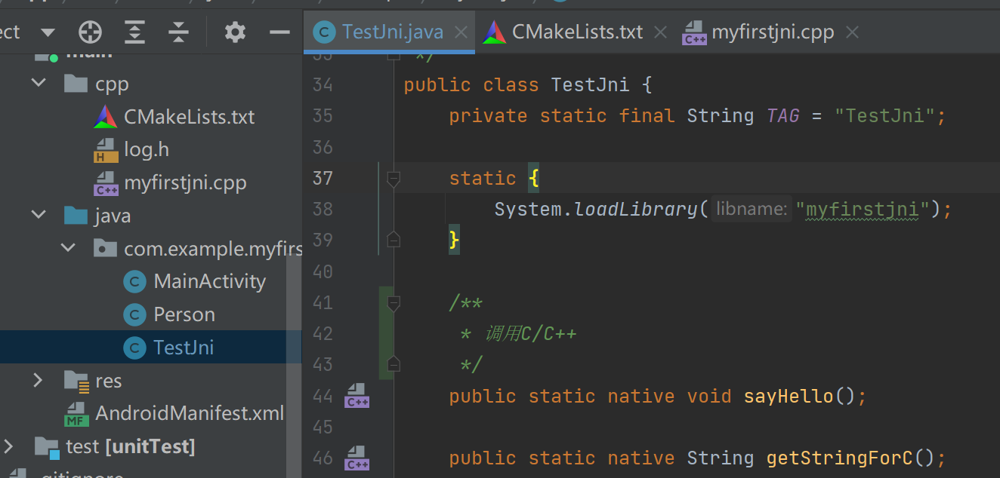 TestJni.java
CMakeLists.txt
myfirstjni.cpp
main
cpp
CMakeLists.txt
log.h
myfirstjni.cpp
java
com.example.myfirs
MainActivity
Person
TestJni
res
AndroidManifest.xml
test [unitTest]
.gitignore
33 */
34 public class TestJni {
35 private static final String TAG = "TestJni";
36
37 static {
38 System.loadLibrary( libname: "myfirstjni");
39 }
40
41 /**
42 * 调用C/C++
43 */
44 public static native void sayHello();
45
46 public static native String getStringForC();